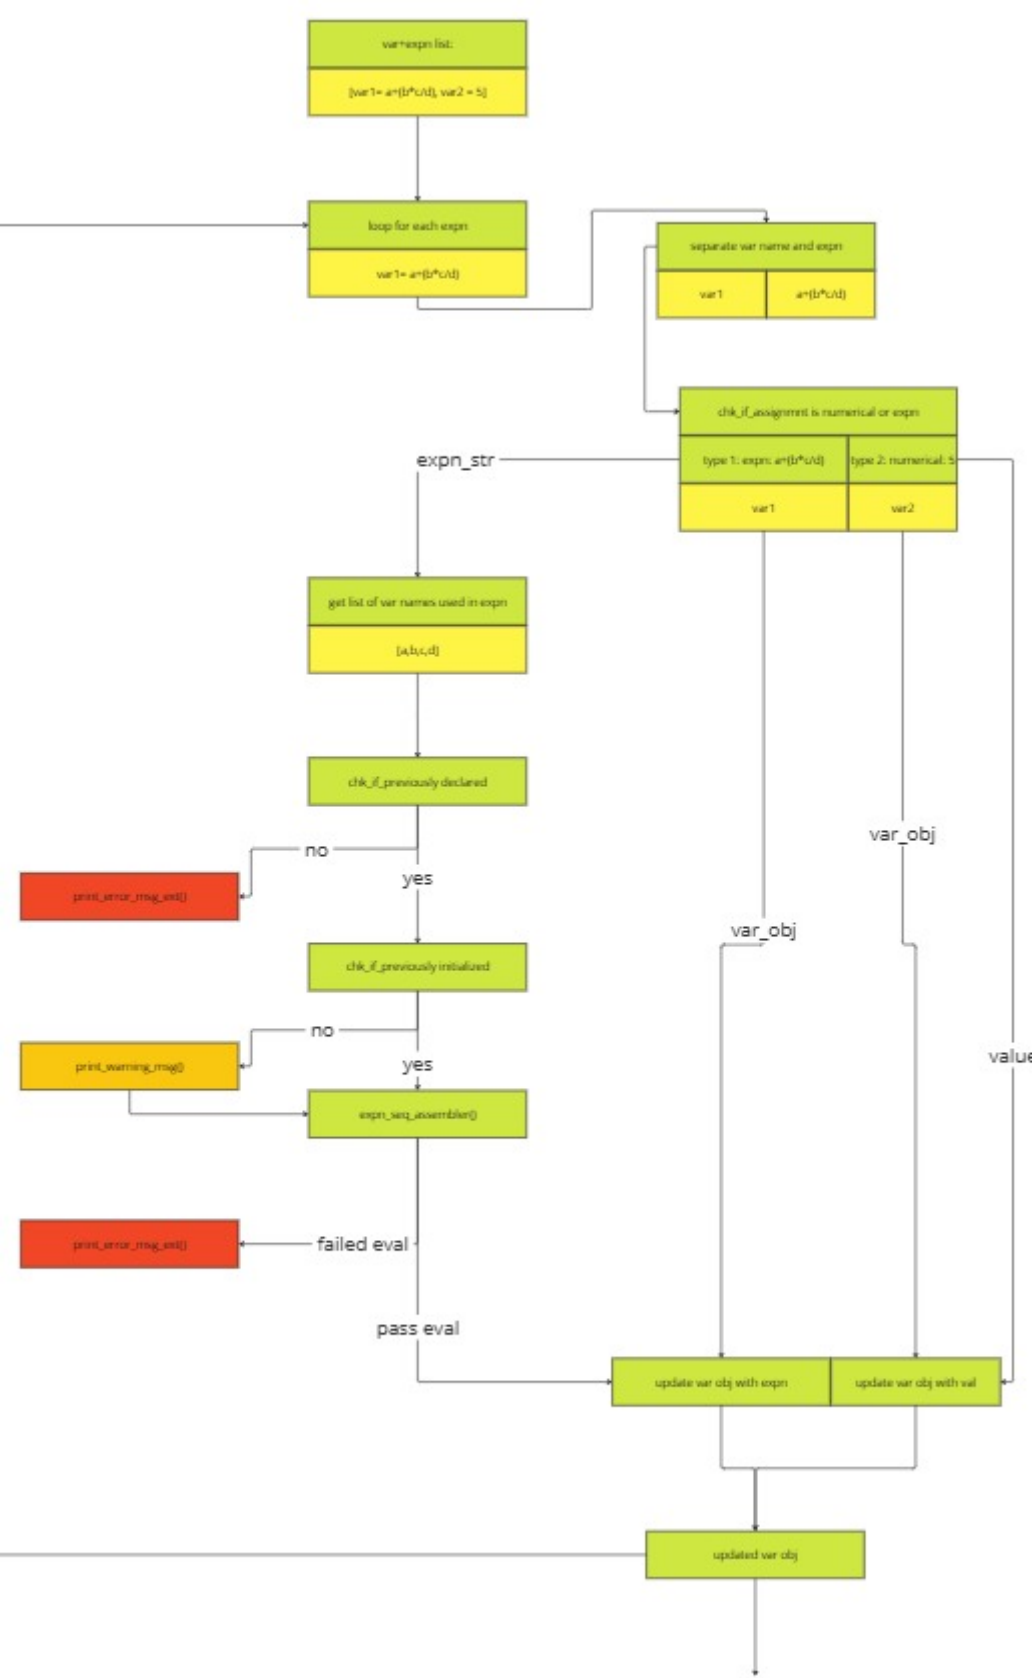 var+expn list:
[var1= a+(b*c/d), var2 = 5]
loop for each expn
var1= a+(b*c/d)
separate var name and expn
var1
a+(b*c/d)
chk_if_assignmnt is numerical or expn
expn_str
type 1: expn: a+(b*c/d)
type 2: numerical: 5
var1
var2
get list of var names used in expn
[a,b,c,d]
chk_if_previously declared
no
yes
var_obj
print_error_msg_exit()
var_obj
chk_if_previously initialized
no
yes
value
print_warning_msg()
expn_seq_assembler()
print_error_msg_exit()
failed eval
pass eval
update var obj with expn
update var obj with val
updated var obj